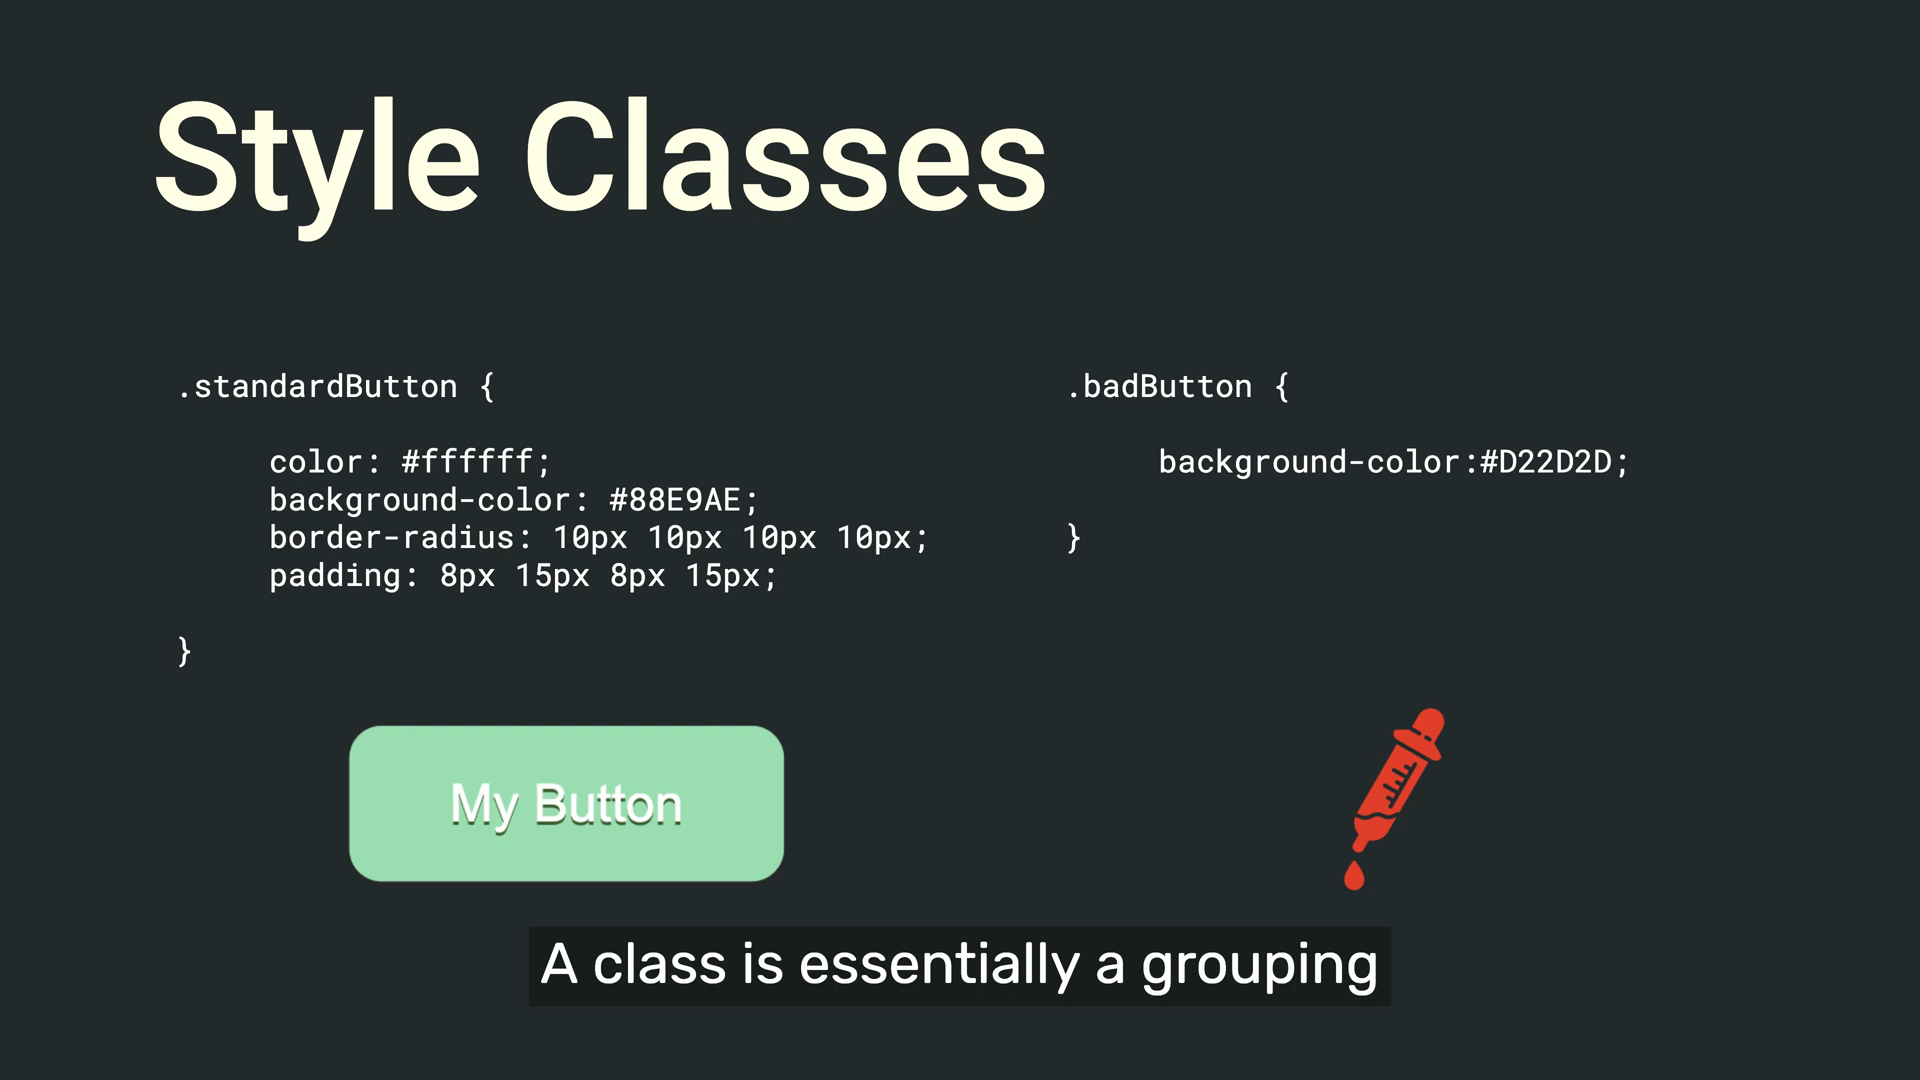 Style Classes
.standardButton {
color: #ffffff;
background-color: #88E9AE;
border-radius: 10px 10px 10px 10px;
padding: 8px 15px 8px 15px;
}
.badButton {
background-color:#D22D2D;
}
My Button
A class is essentially a grouping